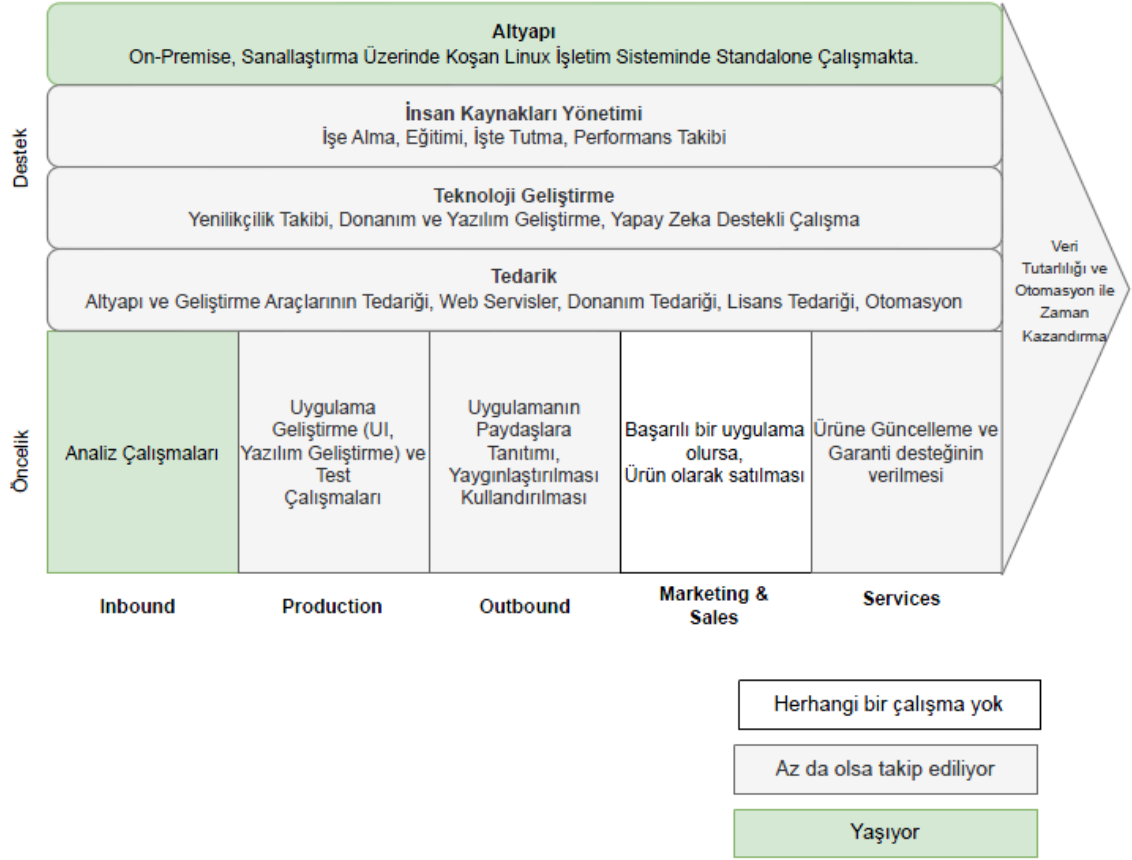 Altyapı
On-Premise, Sanallaştırma Üzerinde Koşan Linux İşletim Sisteminde Standalone Çalışmakta.
Destek
İnsan Kaynakları Yönetimi
İşe Alma, Eğitimi, İşte Tutma, Performans Takibi
Teknoloji Geliştirme
Yenilikçilik Takibi, Donanım ve Yazılım Geliştirme, Yapay Zeka Destekli Çalışma
Tedarik
Altyapı ve Geliştirme Araçlarının Tedariği, Web Servisler, Donanım Tedariği, Lisans Tedariği, Otomasyon
Veri
Tutarlılığı ve
Otomasyon ile
Zaman
Kazandırma
Öncelik
Analiz Çalışmaları
Uygulama
Geliştirme (UI,
Yazılım Geliştirme) ve
Test
Çalışmaları
Uygulamanın
Paydaşlara
Tanıtımı,
Yaygınlaştırılması
Kullandırılması
Başarılı bir uygulama
olursa,
Ürün olarak satılması
Ürüne Güncelleme ve
Garanti desteğinin
verilmesi
Inbound
Production
Outbound
Marketing &
Sales
Services
Herhangi bir çalışma yok
Az da olsa takip ediliyor
Yaşıyor